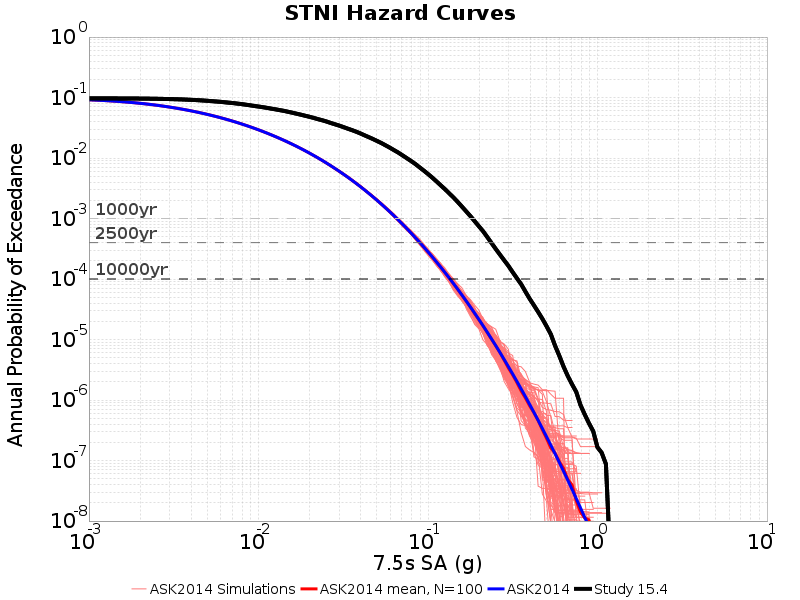 STNI Hazard Curves
10^0
10^-1
10^-2
10^-3
10^-4
10^-5
10^-6
10^-7
10^-8
Annual Probability of Exceedance
1000yr
2500yr
10000yr
10^-3 10^-2 10^-1 10^0 10^1
7.5s SA (g)
ASK2014 Simulations ASK2014 mean, N=100 ASK2014 Study 15.4